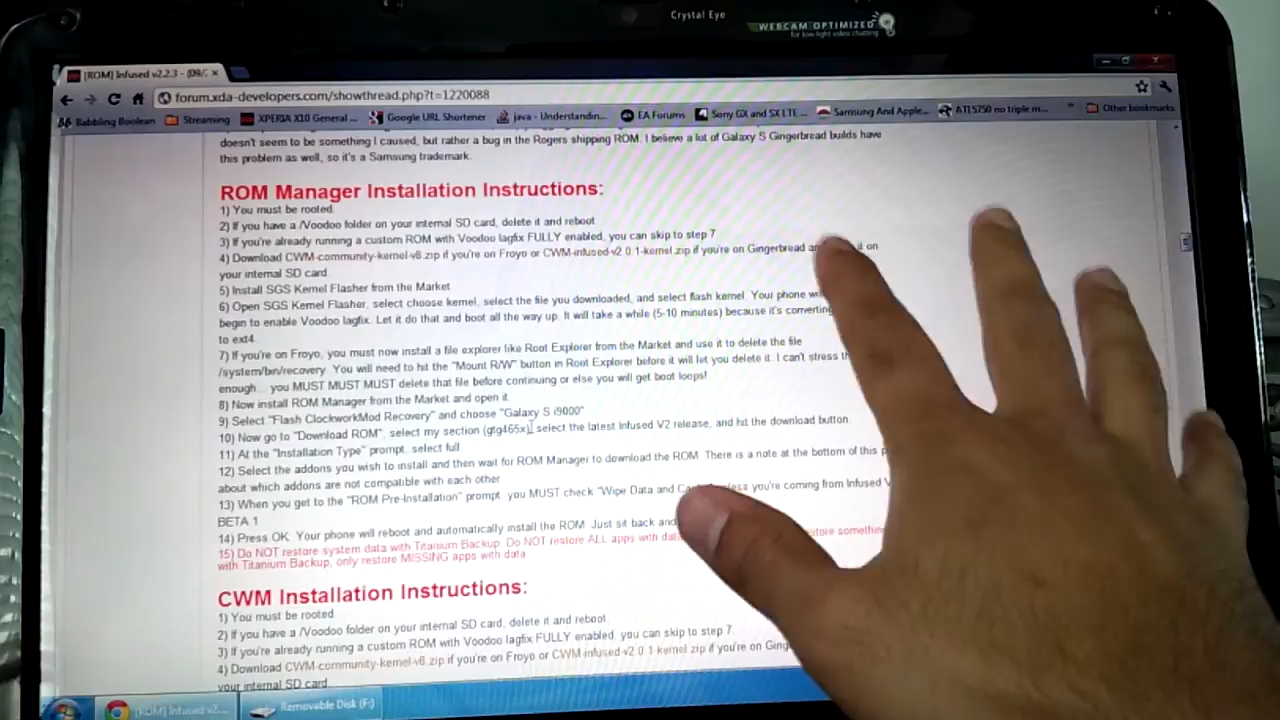 Crystal Eye
WEBCAM OPTIMIZED
for low light video chatting
[ROM] Infused v2.2.3 - (09/
forum.xda-developers.com/showthread.php?t=1220088
Babbling Boolean Streaming XPERIA X10 General ... Google URL Shortener java - Understandin... EA Forums Sony GX and SX LTE ... Samsung And Apple... ATI 5750 no triple m... » Other bookmarks
doesn't seem to be something I caused, but rather a bug in the Rogers shipping ROM. I believe a lot of Galaxy S Gingerbread builds have
this problem as well, so it's a Samsung trademark.
ROM Manager Installation Instructions:
1) You must be rooted
2) If you have a /Voodoo folder on your internal SD card, delete it and reboot
3) If you're already running a custom ROM with Voodoo lagfix FULLY enabled, you can skip to step 7
4) Download CWM-community-kernel-v6.zip if you're on Froyo or CWM-infused-v2.0.1-kernel.zip if you're on Gingerbread it on
your internal SD card.
5) Install SGS Kernel Flasher from the Market
6) Open SGS Kernel Flasher, select choose kernel, select the file you downloaded, and select flash kernel. Your phone
begin to enable Voodoo lagfix. Let it do that and boot all the way up. It will take a while (5-10 minutes) because it's converting
to ext4.
7) If you're on Froyo, you must now install a file explorer like Root Explorer from the Market and use it to delete the file
/system/bin/recovery. You will need to hit the "Mount R/W" button in Root Explorer before it will let you delete it. I can't stress
enough... you MUST MUST MUST delete that file before continuing or else you will get boot loops!
8) Now install ROM Manager from the Market and open it
9) Select "Flash ClockworkMod Recovery" and choose "Galaxy S i9000"
10) Now go to "Download ROM", select my section (gtg465x), select the latest Infused V2 release, and hit the download button.
11) At the "Installation Type" prompt, select full
12) Select the addons you wish to install and then wait for ROM Manager to download the ROM. There is a note at the bottom of this
about which addons are not compatible with each other
13) When you get to the "ROM Pre-Installation" prompt, you MUST check "Wipe Data and you're coming from Infused
BETA 1
14) Press OK. Your phone will reboot and automatically install the ROM. Just sit back and
15) Do NOT restore system data with Titanium Backup. Do NOT restore ALL apps with restore
with Titanium Backup, only restore MISSING apps with data
CWM Installation Instructions:
1) You must be rooted
2) If you have a /Voodoo folder on your internal SD card, delete it and reboot.
3) If you're already running a custom ROM with Voodoo lagfix FULLY enabled, you can skip to step 7.
4) Download CWM-community-kernel-v6.zip if you're on Froyo or CWM-infused-v2.0.1-kernel.zip if you're on
your internal SD card.
[ROM] Infused v2.... Removable Disk (F:)